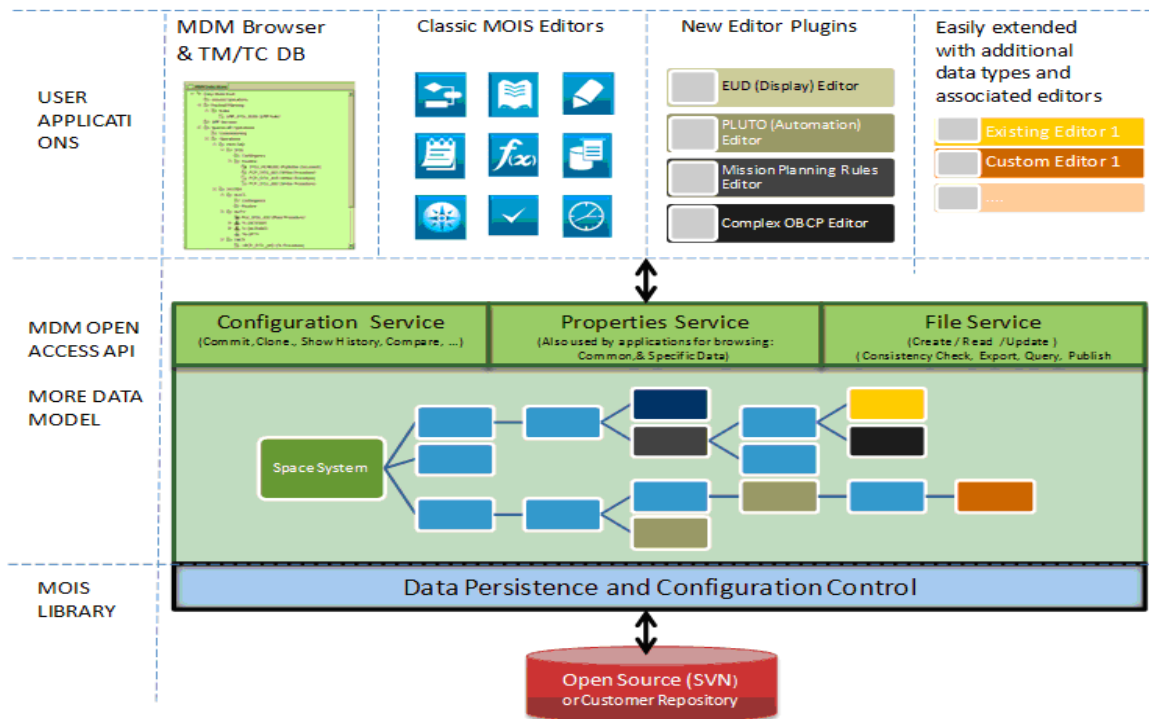 MDM Browser
& TM/TC DB
Classic MOIS Editors
New Editor Plugins
Easily extended
with additional
data types and
associated editors
USER
APPLICATI
ONS
f(x)
EUD (Display) Editor
PLUTO (Automation)
Editor
Mission Planning Rules
Editor
Complex OBCP Editor
Existing Editor 1
Custom Editor 1
....
MDM OPEN
ACCESS API
Configuration Service
(Commit, Clone., Show History, Compare, ...)
Properties Service
(Also used by applications for browsing:
Common,& Specific Data)
File Service
(Create / Read /Update )
(Consistency Check, Export, Query, Publish
MORE DATA
MODEL
Space System
MOIS
LIBRARY
Data Persistence and Configuration Control
Open Source (SVN)
or Customer Repository